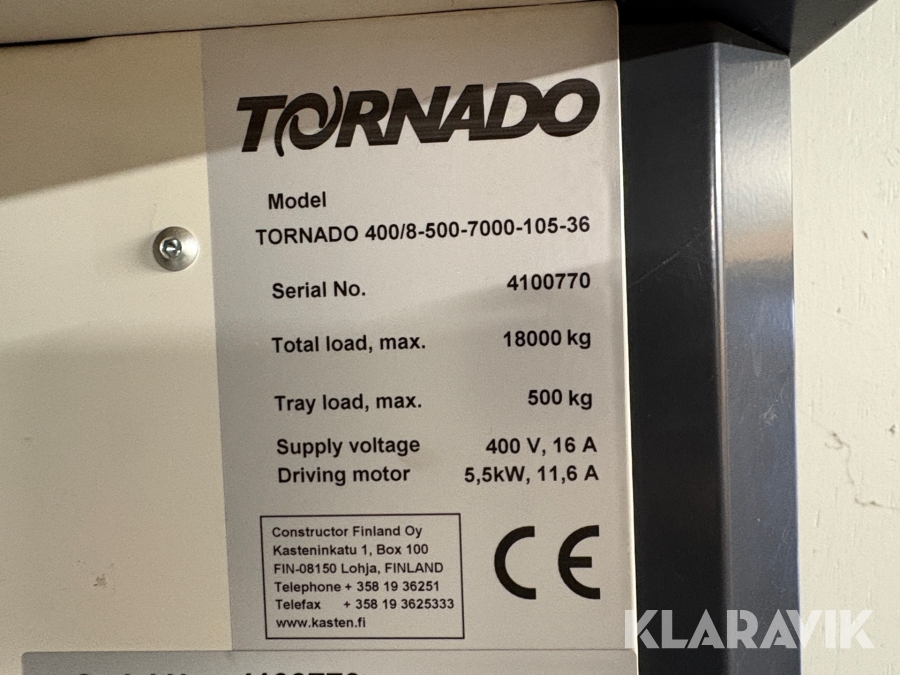 TORNADO
Model
TORNADO 400/8-500-7000-105-36
Serial No. 4100770
Total load, max. 18000 kg
Tray load, max. 500 kg
Supply voltage 400 V, 16 A
Driving motor 5,5kW, 11,6 A
Constructor Finland Oy
Kasteninkatu 1, Box 100
FIN-08150 Lohja, FINLAND
Telephone + 358 19 36251
Telefax + 358 19 3625333
www.kasten.fi
CE
KLARAVIK